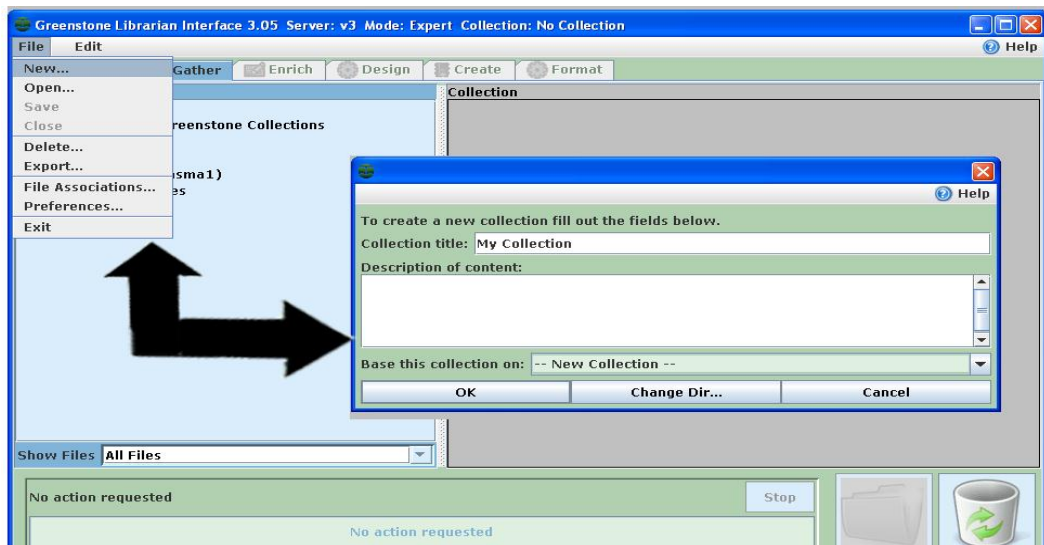 Greenstone Librarian Interface 3.05 Server: v3 Mode: Expert Collection: No Collection
File Edit Help
New...
Open...
Save
Close
Delete...
Export...
File Associations...
Preferences...
Exit
Gather Enrich Design Create Format
Collection
reenstone Collections
Help
To create a new collection fill out the fields below.
Collection title: My Collection
Description of content:
Base this collection on: -- New Collection --
OK Change Dir... Cancel
Show Files All Files
No action requested Stop
No action requested